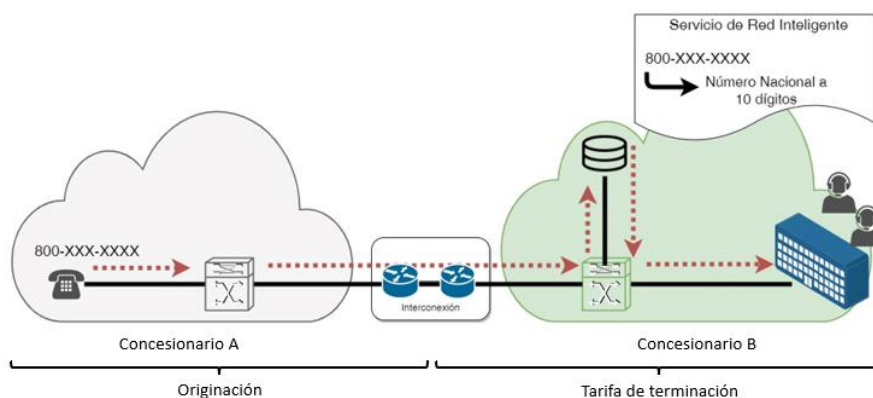 Servicio de Red Inteligente
800-XXX-XXXX
Número Nacional a
10 dígitos
800-XXX-XXXX
Interconexión
Concesionario A
Concesionario B
Originación
Tarifa de terminación